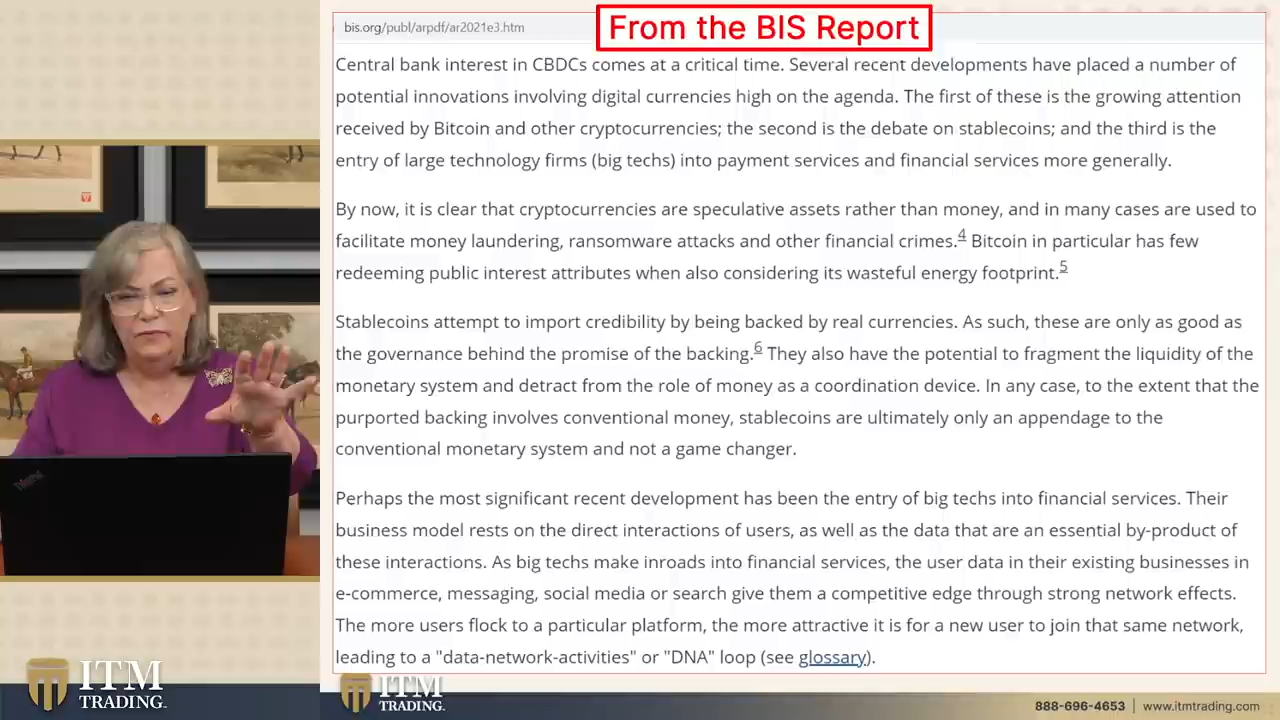 From the BIS Report
bis.org/publ/arpdf/ar2021e3.htm
Central bank interest in CBDCs comes at a critical time. Several recent developments have placed a number of
potential innovations involving digital currencies high on the agenda. The first of these is the growing attention
received by Bitcoin and other cryptocurrencies; the second is the debate on stablecoins; and the third is the
entry of large technology firms (big techs) into payment services and financial services more generally.
By now, it is clear that cryptocurrencies are speculative assets rather than money, and in many cases are used to
facilitate money laundering, ransomware attacks and other financial crimes.4 Bitcoin in particular has few
redeeming public interest attributes when also considering its wasteful energy footprint.5
Stablecoins attempt to import credibility by being backed by real currencies. As such, these are only as good as
the governance behind the promise of the backing.6 They also have the potential to fragment the liquidity of the
monetary system and detract from the role of money as a coordination device. In any case, to the extent that the
purported backing involves conventional money, stablecoins are ultimately only an appendage to the
conventional monetary system and not a game changer.
Perhaps the most significant recent development has been the entry of big techs into financial services. Their
business model rests on the direct interactions of users, as well as the data that are an essential by-product of
these interactions. As big techs make inroads into financial services, the user data in their existing businesses in
e-commerce, messaging, social media or search give them a competitive edge through strong network effects.
The more users flock to a particular platform, the more attractive it is for a new user to join that same network,
leading to a "data-network-activities" or "DNA" loop (see glossary).
ITM
TRADING.
ITM
TRADING.
888-696-4653 | www.itmtrading.com